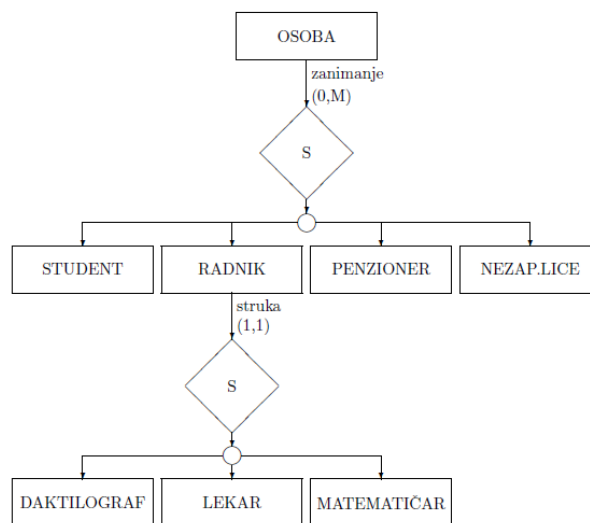 OSOBA
zanimanje
(0,M)
S
STUDENT
RADNIK
PENZIONER
NEZAP.LICE
struka
(1,1)
S
DAKTILOGRAF
LEKAR
MATEMATIČAR